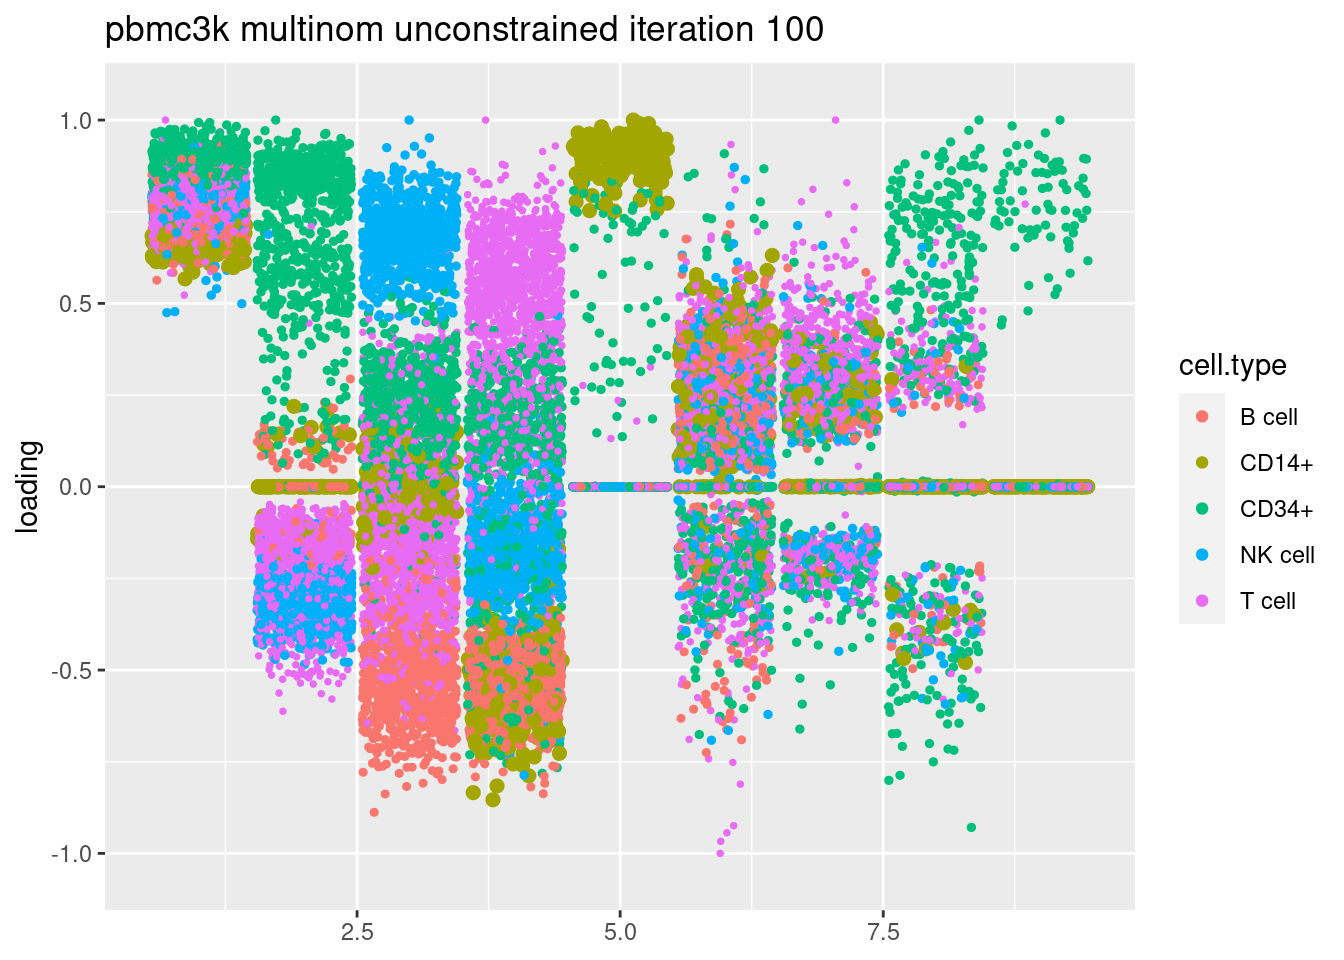 pbmc3k multinom unconstrained iteration 100
1.0
0.5
0.0
-0.5
-1.0
loading
2.5
5.0
7.5
cell.type
B cell
CD14+
CD34+
NK cell
T cell